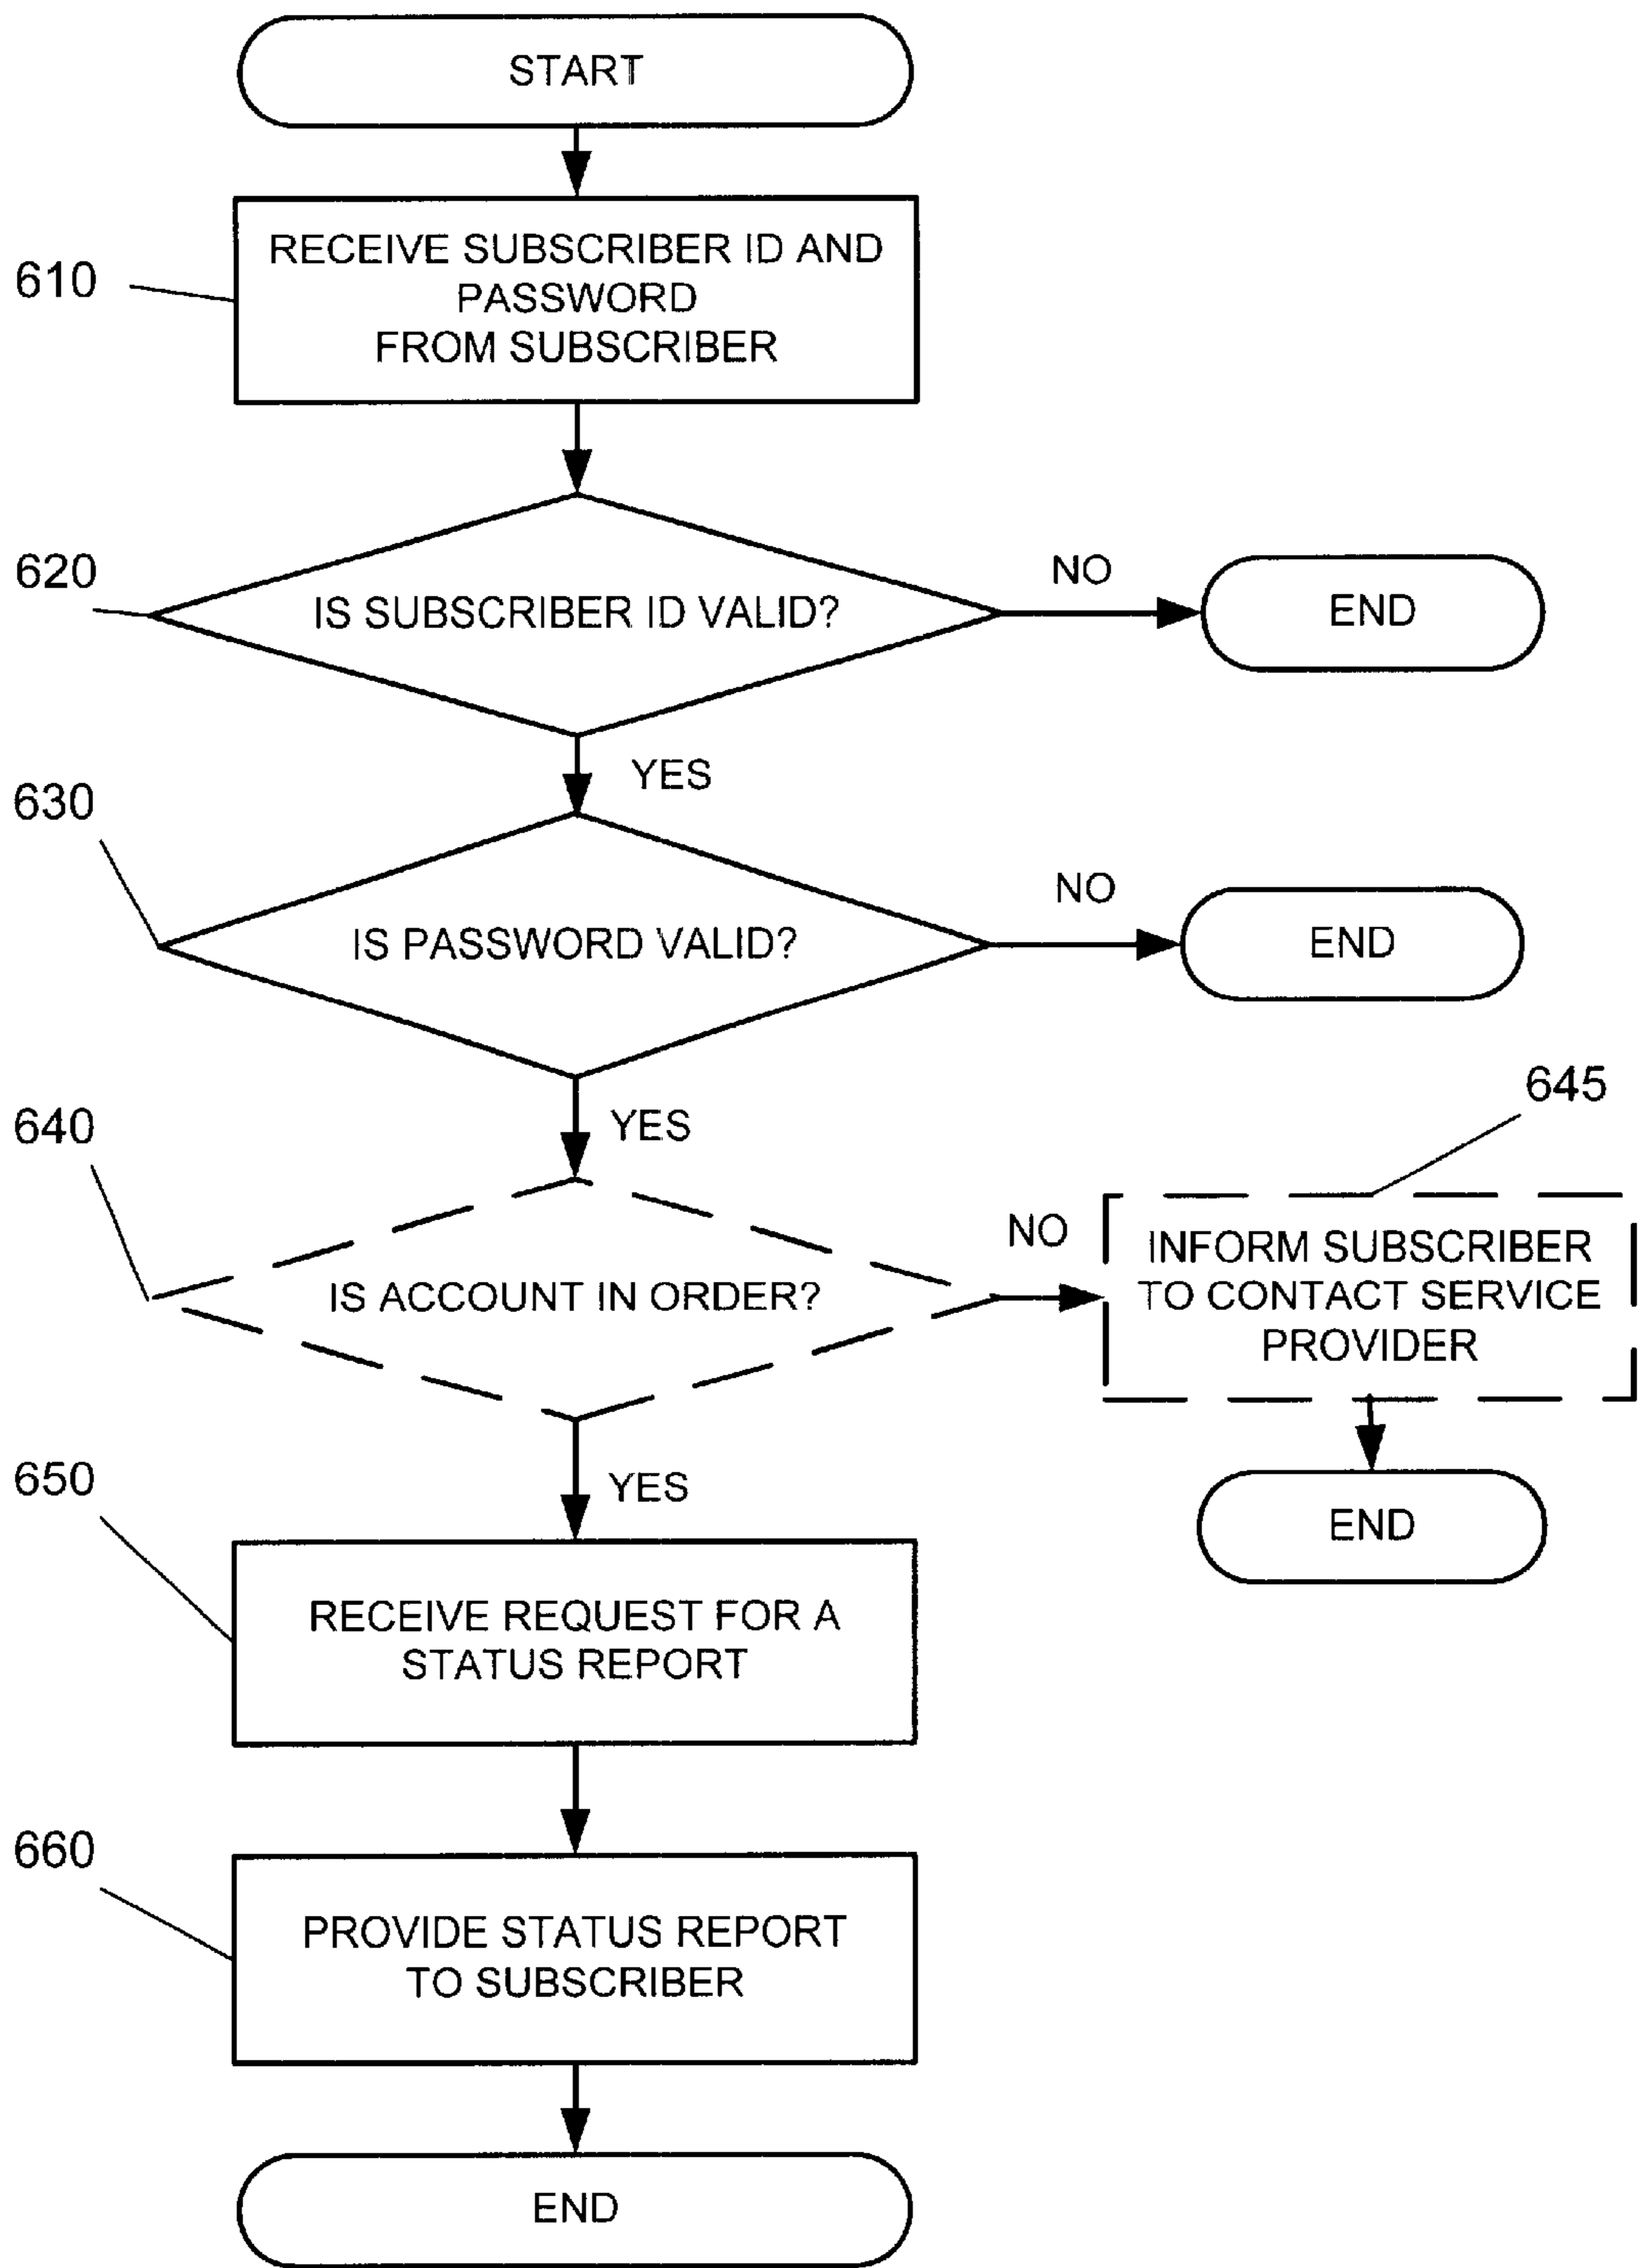 START
610
RECEIVE SUBSCRIBER ID AND
PASSWORD
FROM SUBSCRIBER
620
IS SUBSCRIBER ID VALID?
NO
END
YES
630
IS PASSWORD VALID?
NO
END
YES
640
IS ACCOUNT IN ORDER?
NO
645
INFORM SUBSCRIBER
TO CONTACT SERVICE
PROVIDER
END
YES
650
RECEIVE REQUEST FOR A
STATUS REPORT
660
PROVIDE STATUS REPORT
TO SUBSCRIBER
END